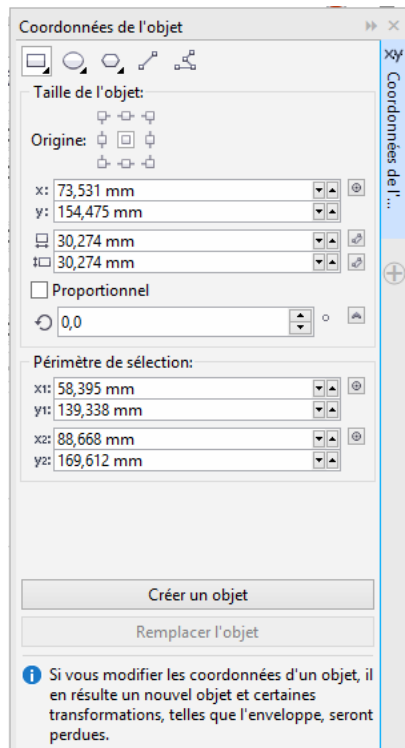 Coordonnées de l'objet
xy Coordonnées de l'...
Taille de l'objet:
Origine:
x: 73,531 mm
y: 154,475 mm
30,274 mm
30,274 mm
Proportionnel
0,0 °
Périmètre de sélection:
x1: 58,395 mm
y1: 139,338 mm
x2: 88,668 mm
y2: 169,612 mm
Créer un objet
Remplacer l'objet
Si vous modifier les coordonnées d'un objet, il
en résulte un nouvel objet et certaines
transformations, telles que l'enveloppe, seront
perdues.